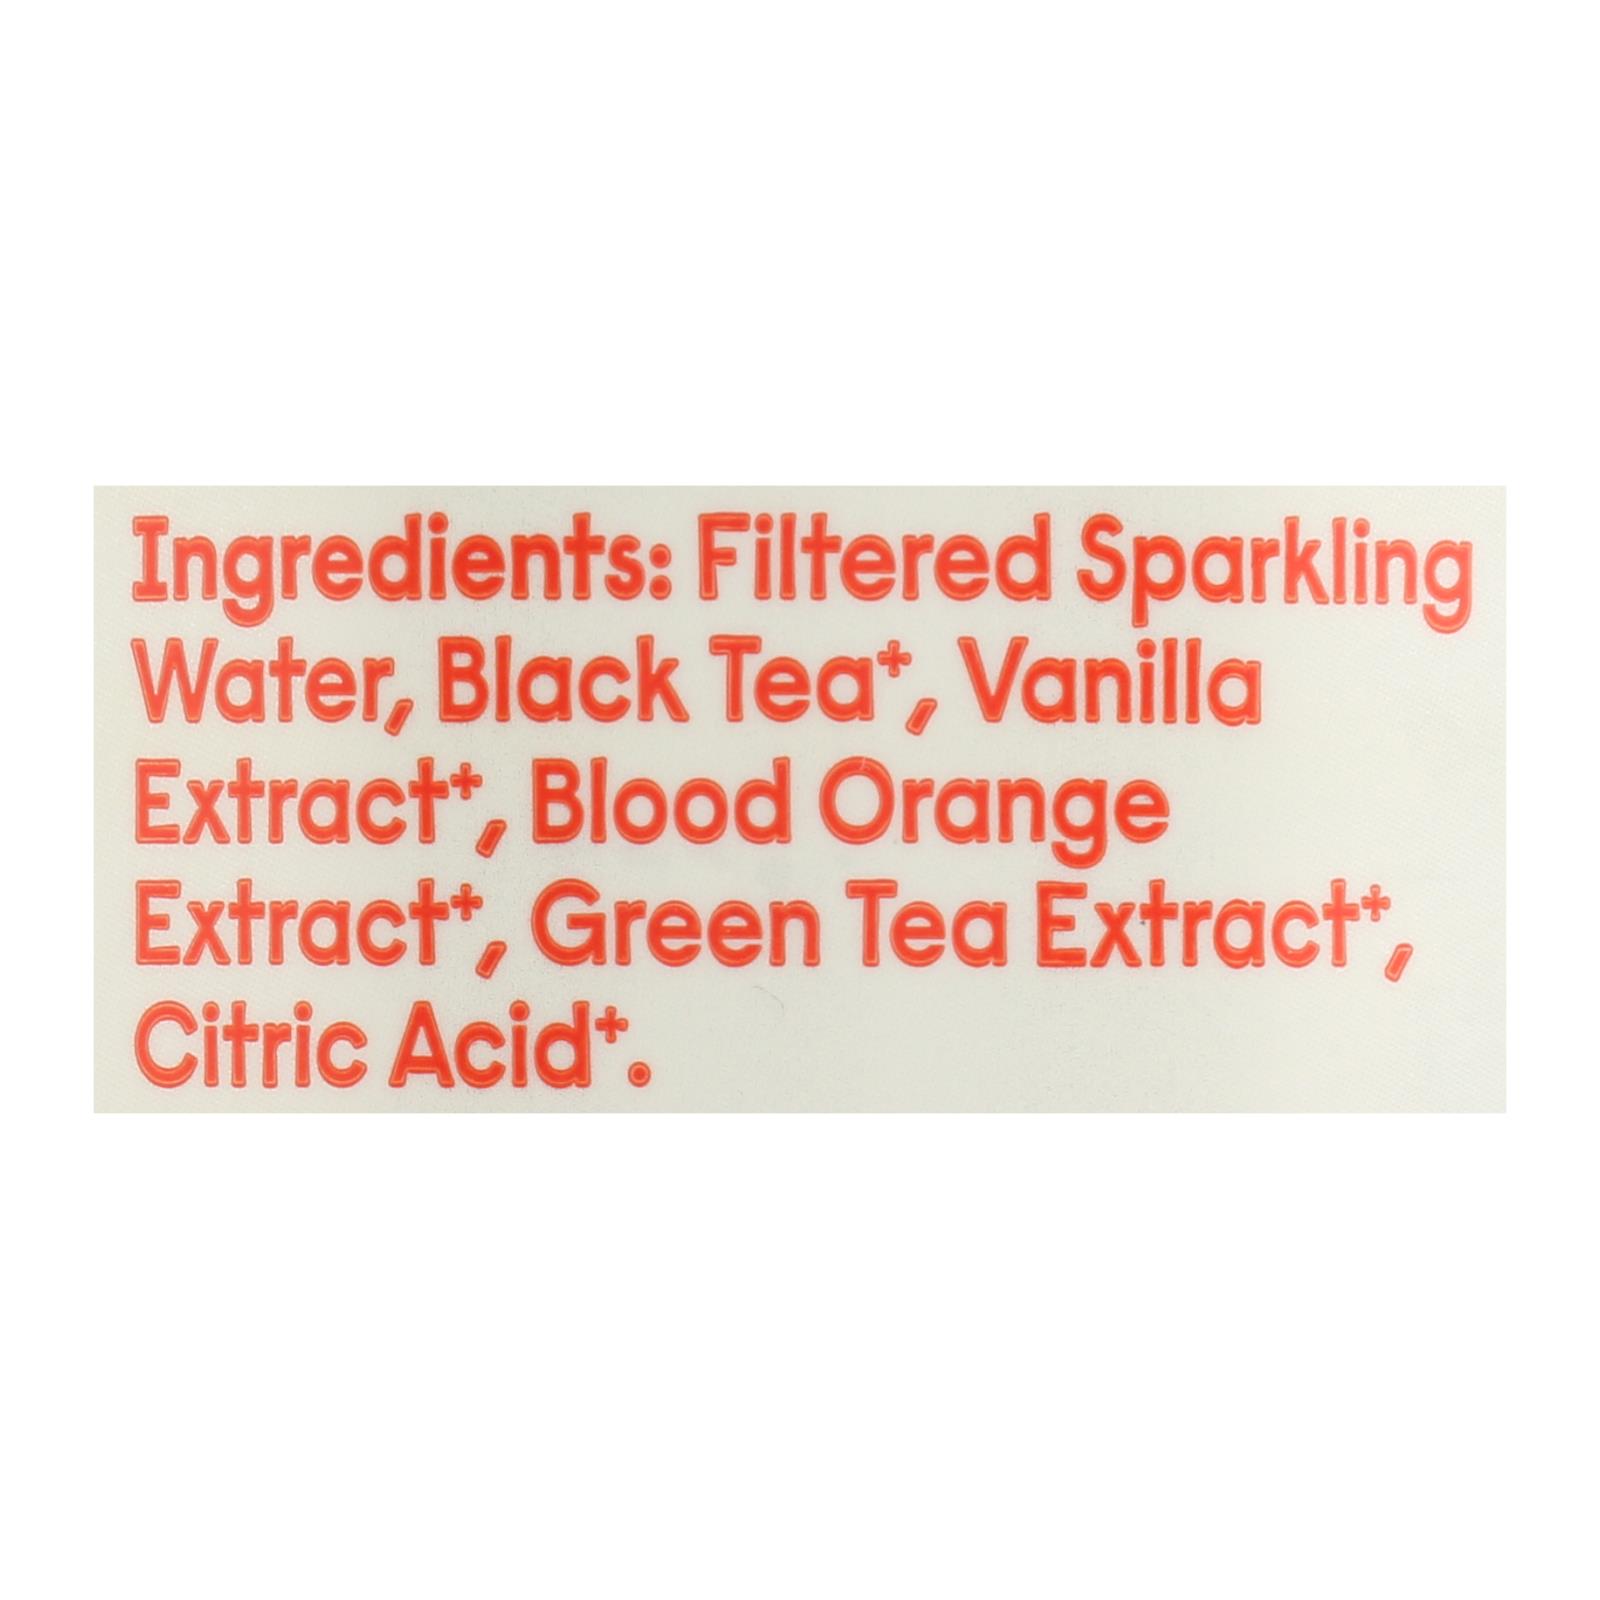 Ingredients: Filtered Sparkling
Water, Black Tea⁺, Vanilla
Extract⁺, Blood Orange
Extract⁺, Green Tea Extract⁺,
Citric Acid⁺.